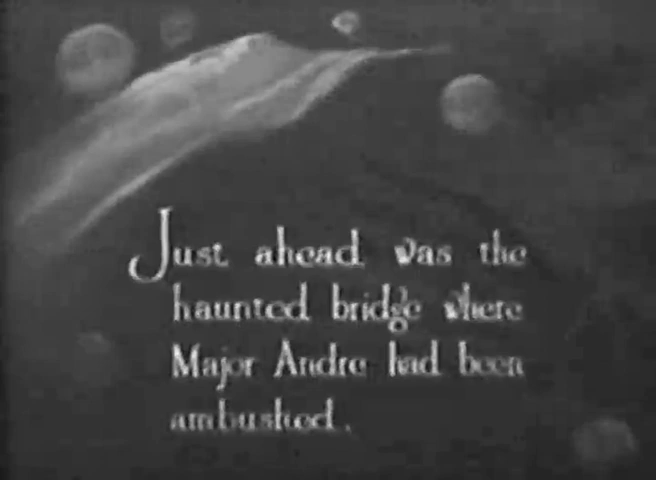 Just ahead was the
haunted bridge where
Major Andre had been
ambushed.